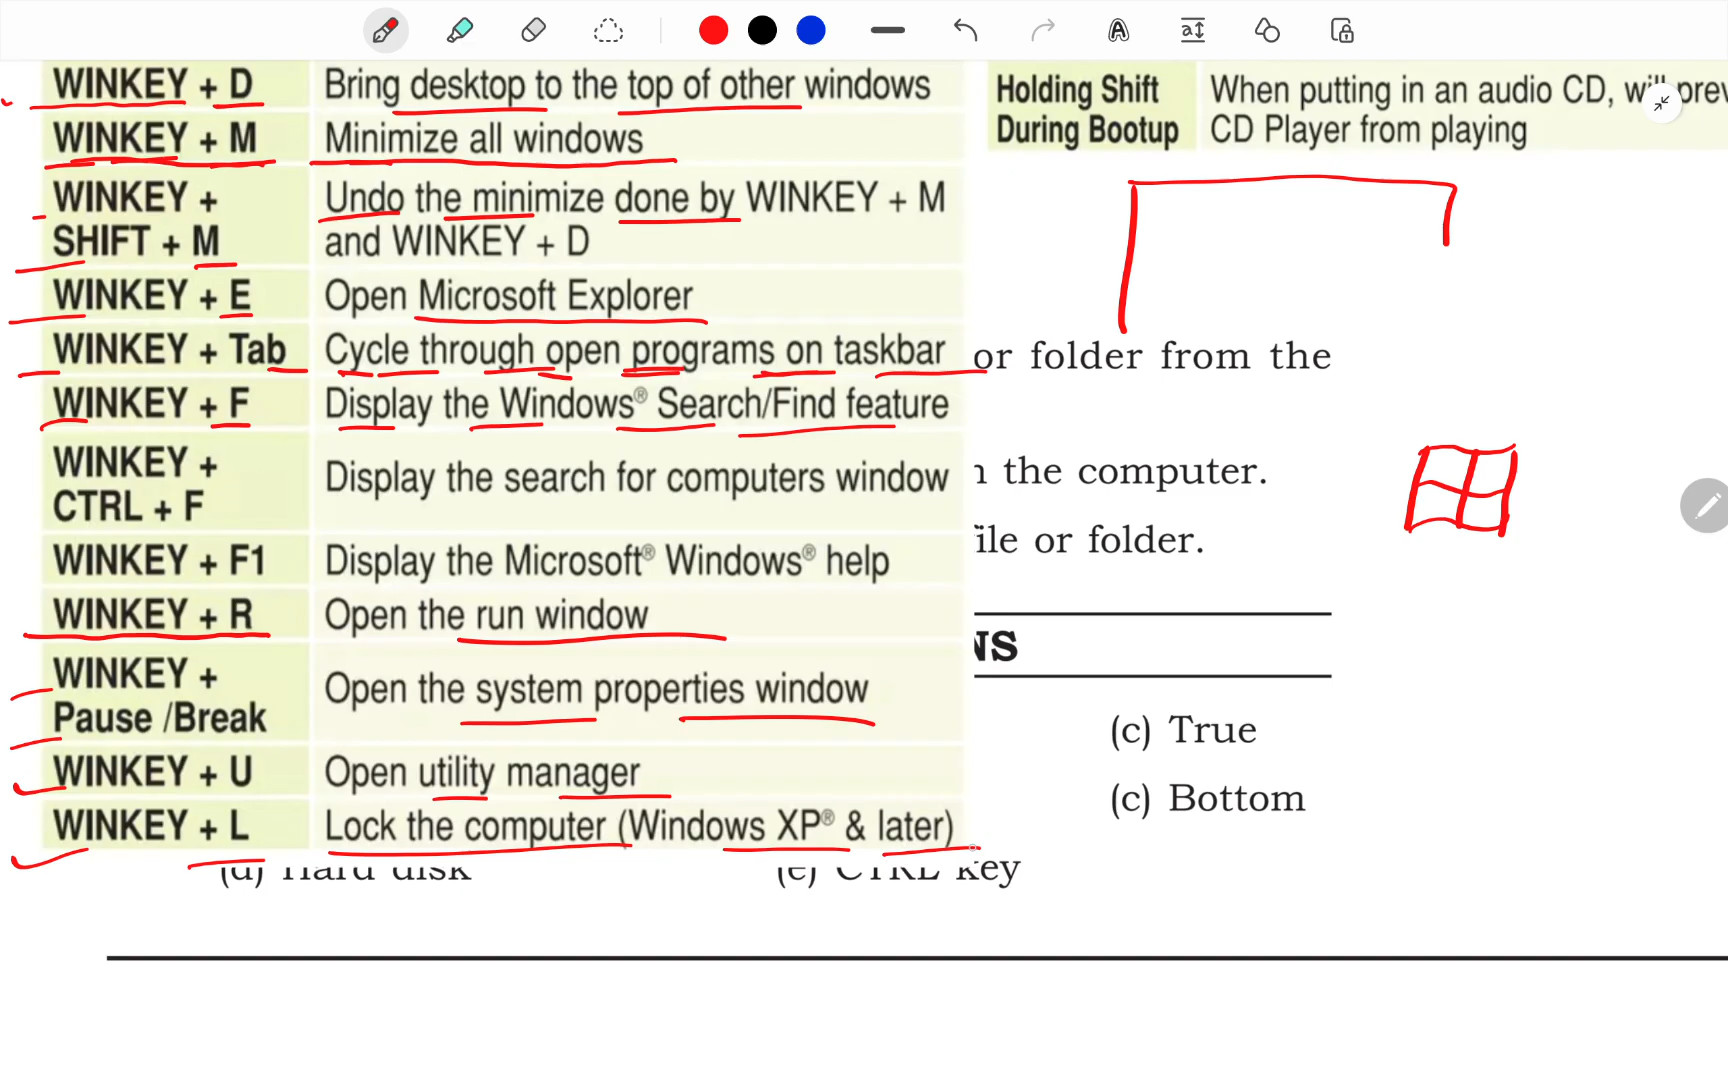 WINKEY + D Bring desktop to the top of other windows
WINKEY + M Minimize all windows
WINKEY + SHIFT + M Undo the minimize done by WINKEY + M
and WINKEY + D
WINKEY + E Open Microsoft Explorer
WINKEY + Tab Cycle through open programs on taskbar
WINKEY + F Display the Windows® Search/Find feature
WINKEY +
CTRL + F Display the search for computers window
WINKEY + F1 Display the Microsoft® Windows® help
WINKEY + R Open the run window
WINKEY +
Pause /Break Open the system properties window
WINKEY + U Open utility manager
WINKEY + L Lock the computer (Windows XP® & later)
Holding Shift When putting in an audio CD, will prev
During Bootup CD Player from playing
or folder from the
the computer.
ile or folder.
NS
(c) True
(c) Bottom
(d) Hard disk (e) CTRL key